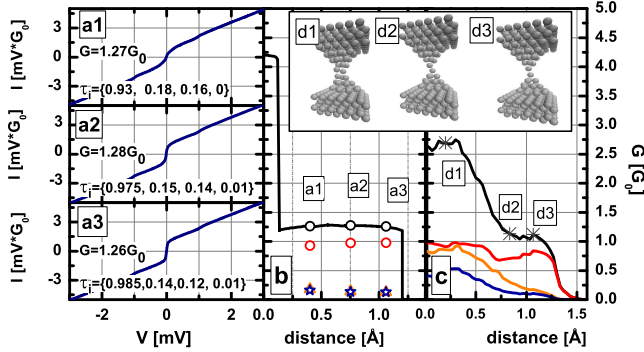 a1
G=1.27G0
τi={0.93, 0.18, 0.16, 0}
I [mV*G0]
3
0
-3
a2
G=1.28G0
τi={0.975, 0.15, 0.14, 0.01}
I [mV*G0]
3
0
-3
a3
G=1.26G0
τi={0.985,0.14,0.12, 0.01}
I [mV*G0]
3
0
-3
-2 0 2
V [mV]
d1 d2 d3
a1 a2 a3
b
0.0 0.5 1.0
distance [Å]
d1
d2 d3
c
0.0 0.5 1.0 1.5
distance [Å]
5.0
4.5
4.0
3.5
3.0
2.5
2.0
1.5
1.0
0.5
0.0
G [G0]